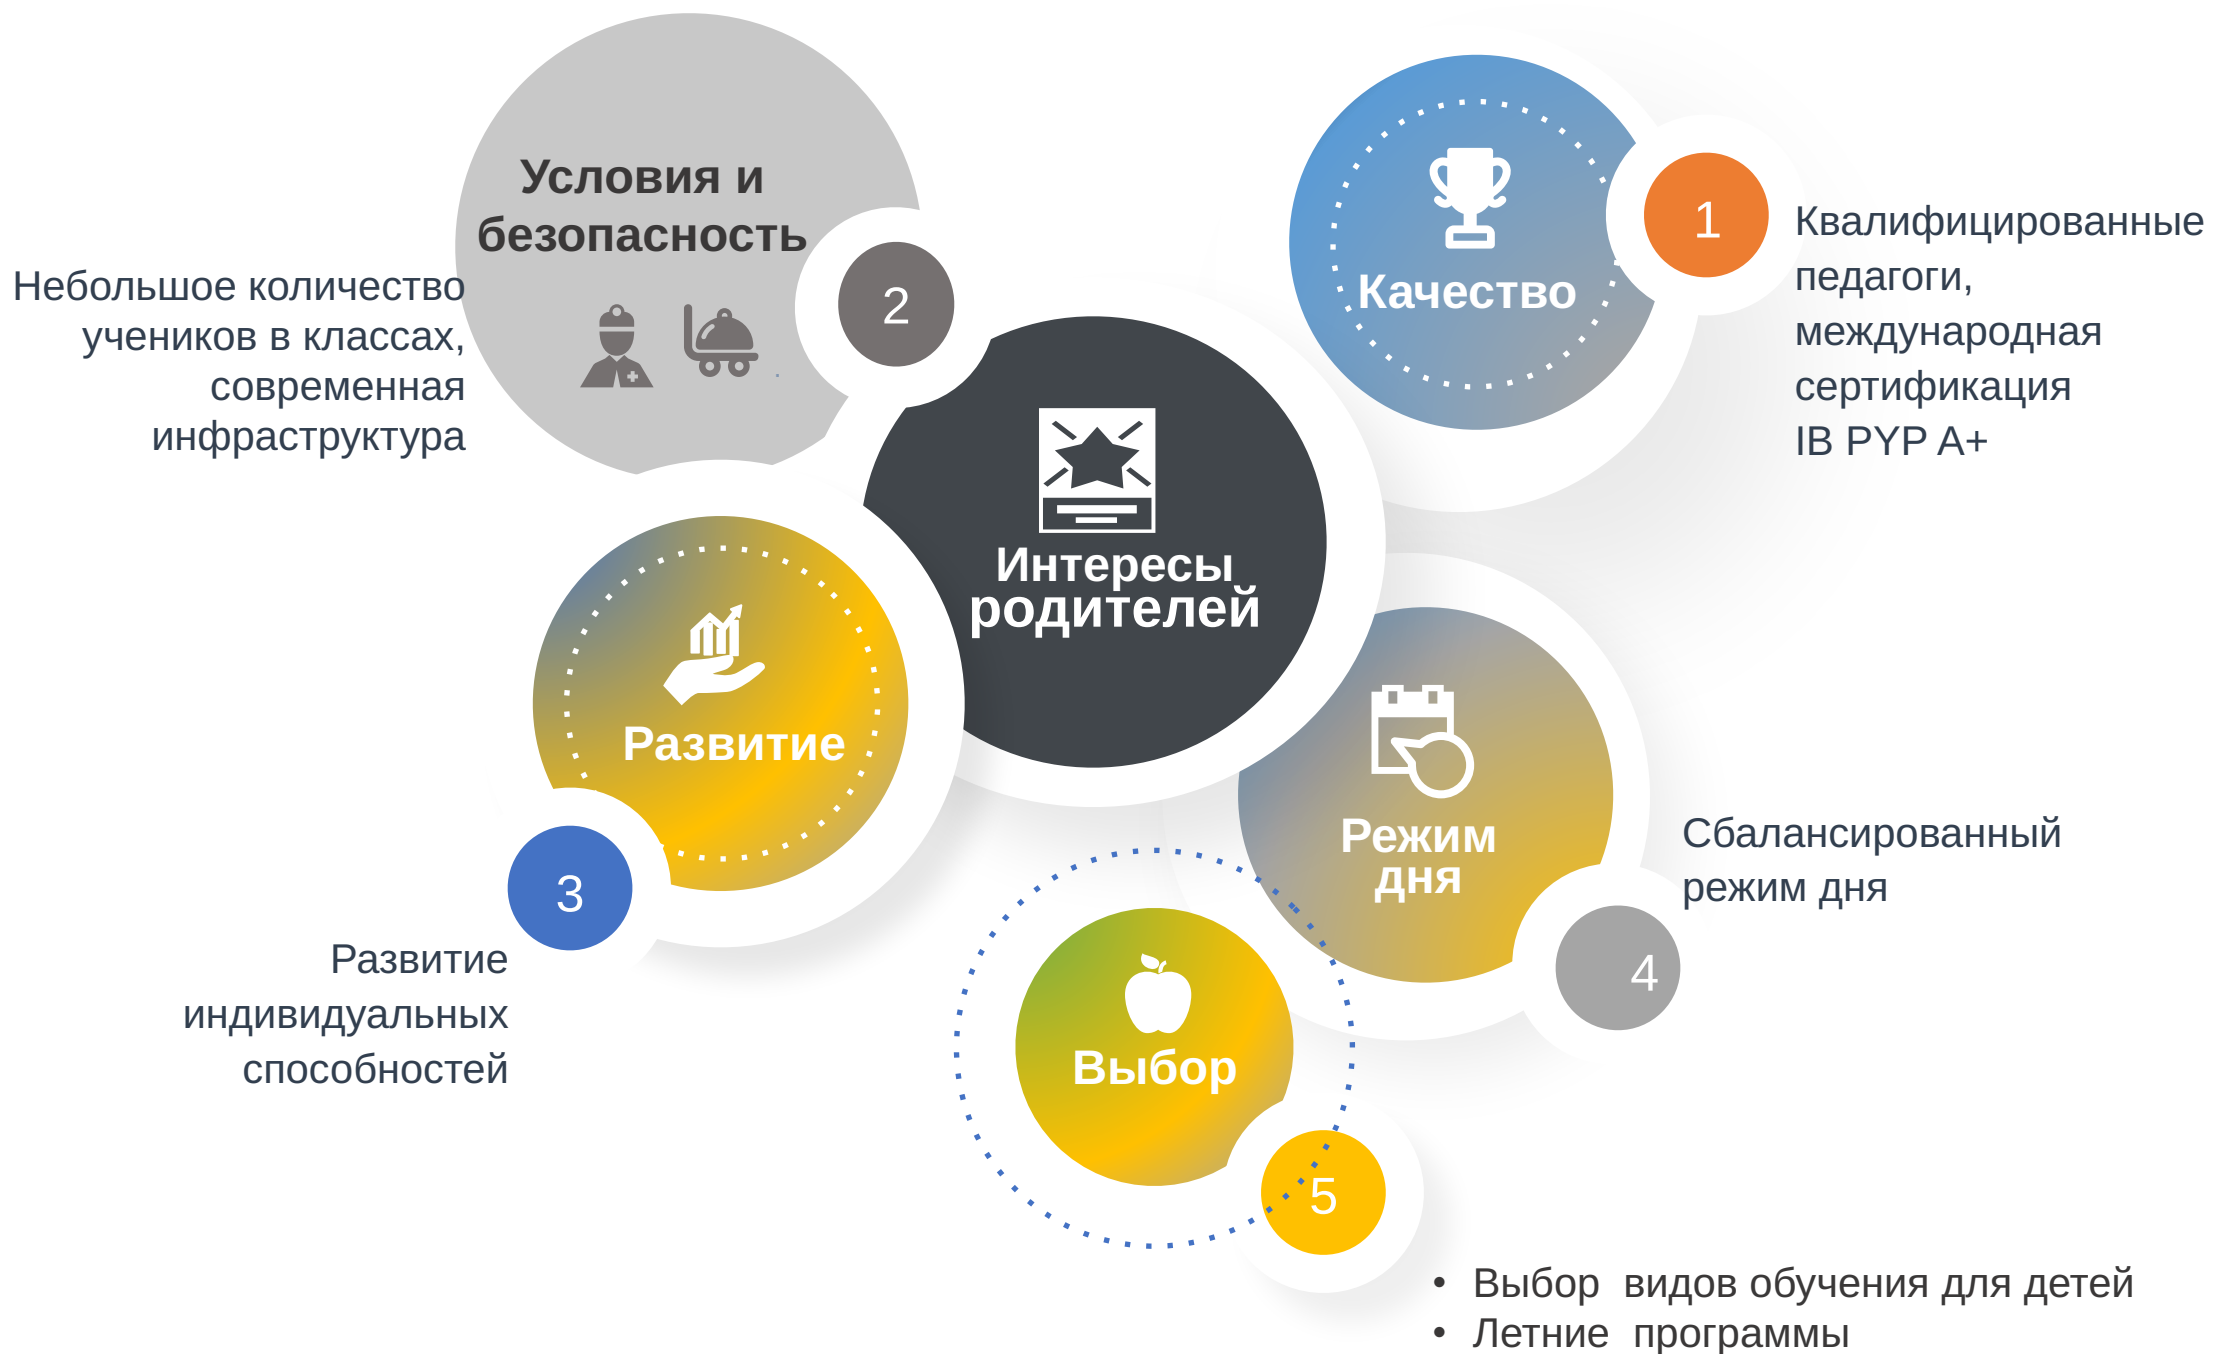 Условия и
безопасность
2
Небольшое количество
учеников в классах,
современная
инфраструктура
Качество
1
Квалифицированные
педагоги,
международная
сертификация
IB PYP A+
Интересы
родителей
Развитие
3
Развитие
индивидуальных
способностей
Режим
дня
4
Сбалансированный
режим дня
Выбор
5
• Выбор видов обучения для детей
• Летние программы